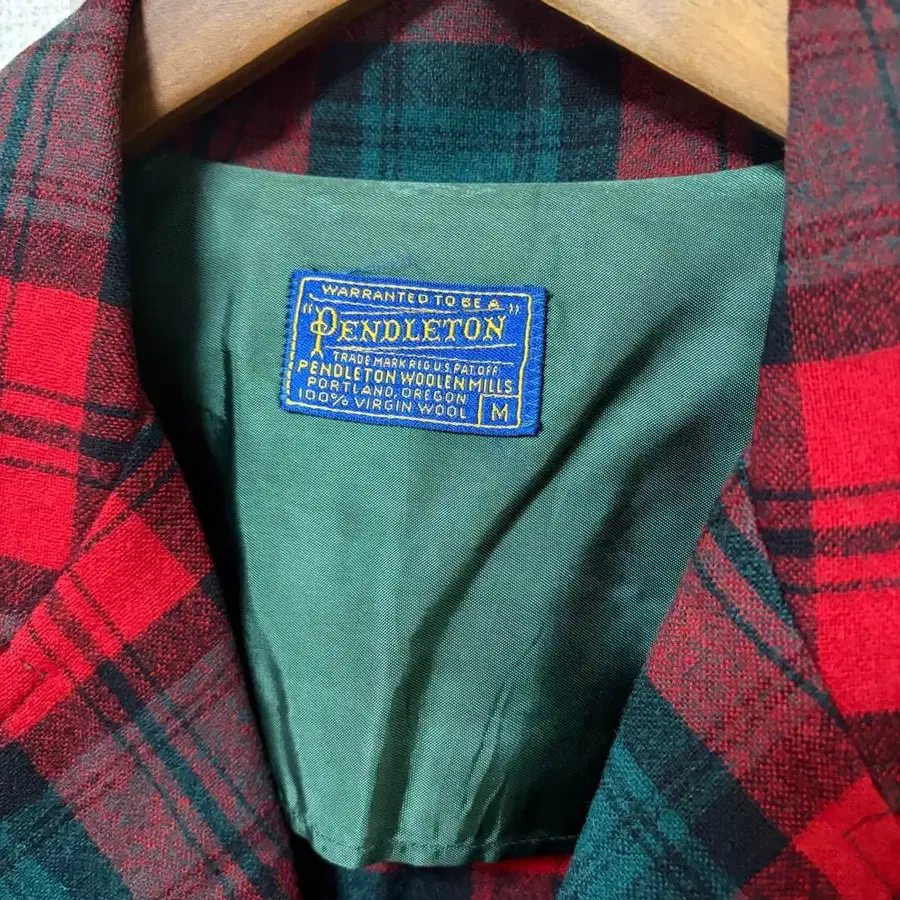 WARRANTED TO BE A
"PENDLETON"
TRADE MARK REG U.S. PAT. OFF
PENDLETON WOOLEN MILLS
PORTLAND, OREGON
100% VIRGIN WOOL M